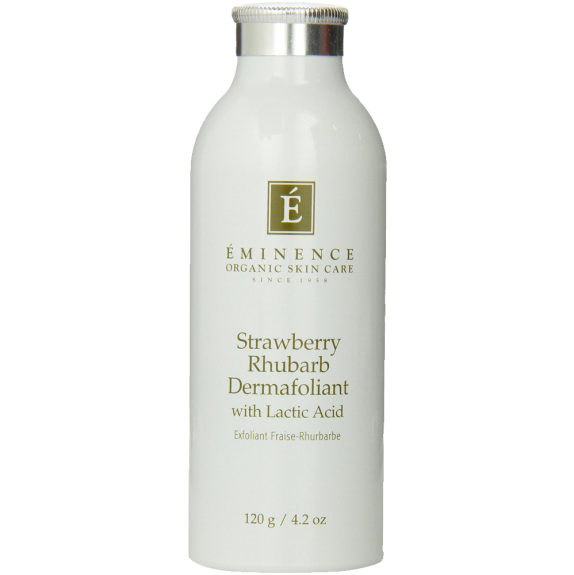 É
ÉMINENCE
ORGANIC SKIN CARE
SINCE 1958
Strawberry
Rhubarb
Dermafoliant
with Lactic Acid
Exfoliant Fraise-Rhurbarbe
120 g / 4.2 oz